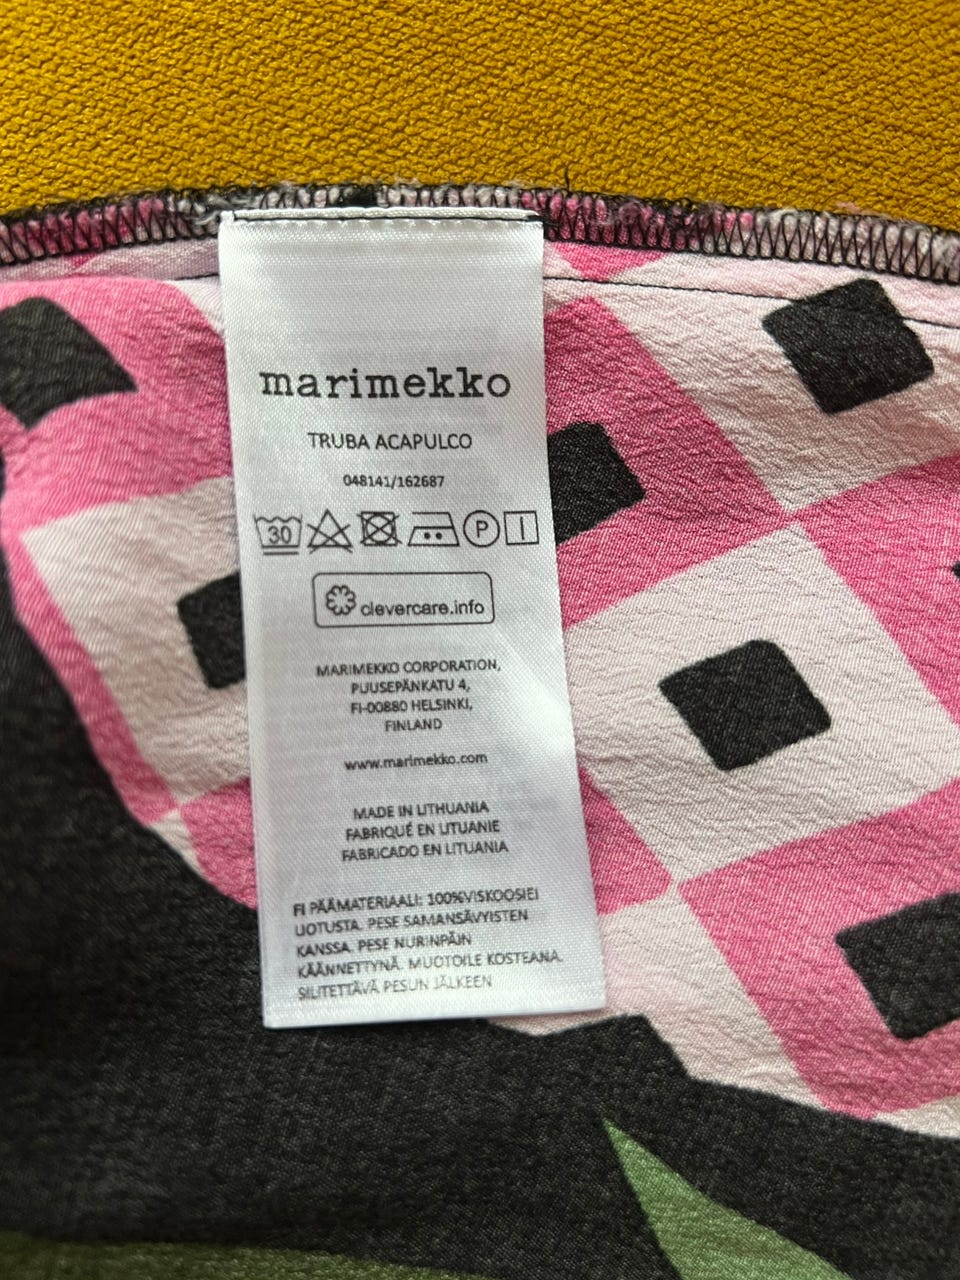 marimekko
TRUBA ACAPULCO
048141/162687
30 P
clevercare.info
MARIMEKKO CORPORATION,
PUUSEPÄNKATU 4,
FI-00880 HELSINKI,
FINLAND
www.marimekko.com
MADE IN LITHUANIA
FABRIQUÉ EN LITUANIE
FABRICADO EN LITUANIA
FI PÄÄMATERIAALI: 100%VISKOOSIEI
LIOTUSTA. PESE SAMANSÄVYISTEN
KANSSA. PESE NURINPÄIN
KÄÄNNETTYNÄ. MUOTOILE KOSTEANA.
SILITETTÄVÄ PESUN JÄLKEEN